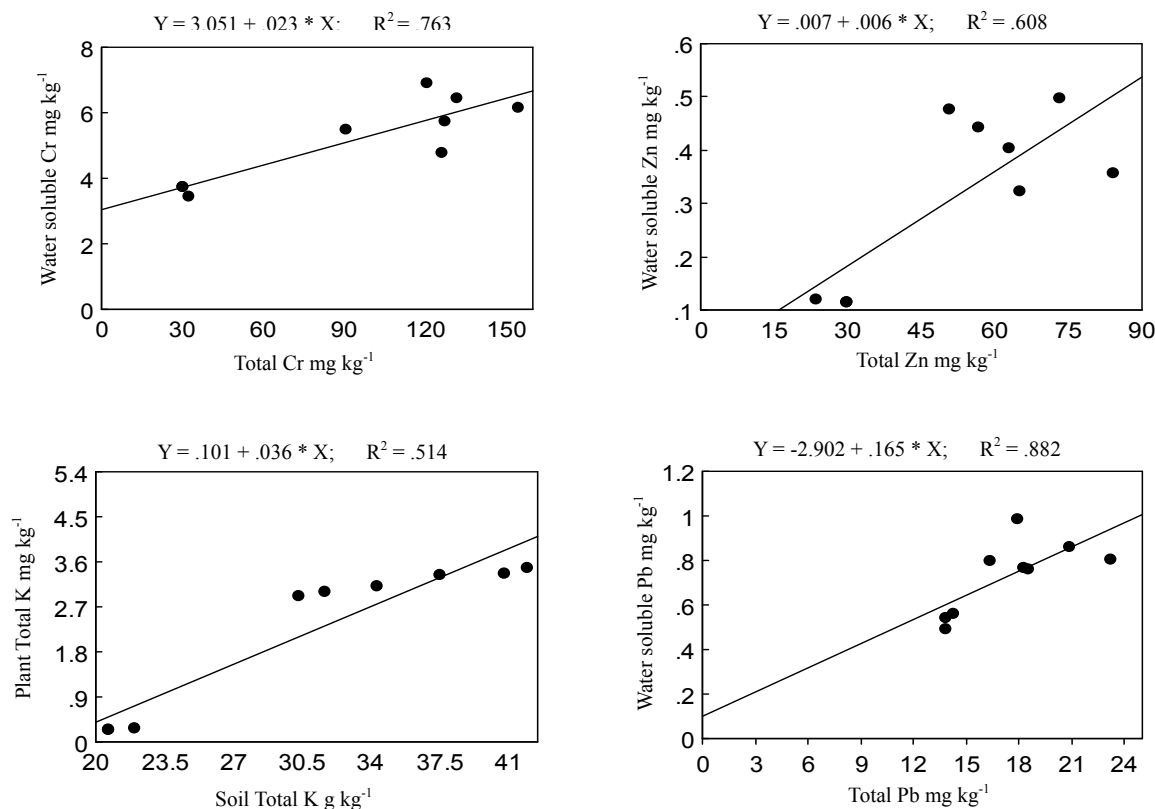 Y = 3.051 + .023 * X; R² = .763
8
6
4
2
0
0 30 60 90 120 150
Water soluble Cr mg kg⁻¹
Total Cr mg kg⁻¹
Y = .007 + .006 * X; R² = .608
.6
.5
.4
.3
.2
.1
0 15 30 45 60 75 90
Water soluble Zn mg kg⁻¹
Total Zn mg kg⁻¹
Y = .101 + .036 * X; R² = .514
5.4
4.5
3.6
2.7
1.8
.9
0
20 23.5 27 30.5 34 37.5 41
Plant Total K mg kg⁻¹
Soil Total K g kg⁻¹
Y = -2.902 + .165 * X; R² = .882
1.2
1
.8
.6
.4
.2
0
0 3 6 9 12 15 18 21 24
Water soluble Pb mg kg⁻¹
Total Pb mg kg⁻¹